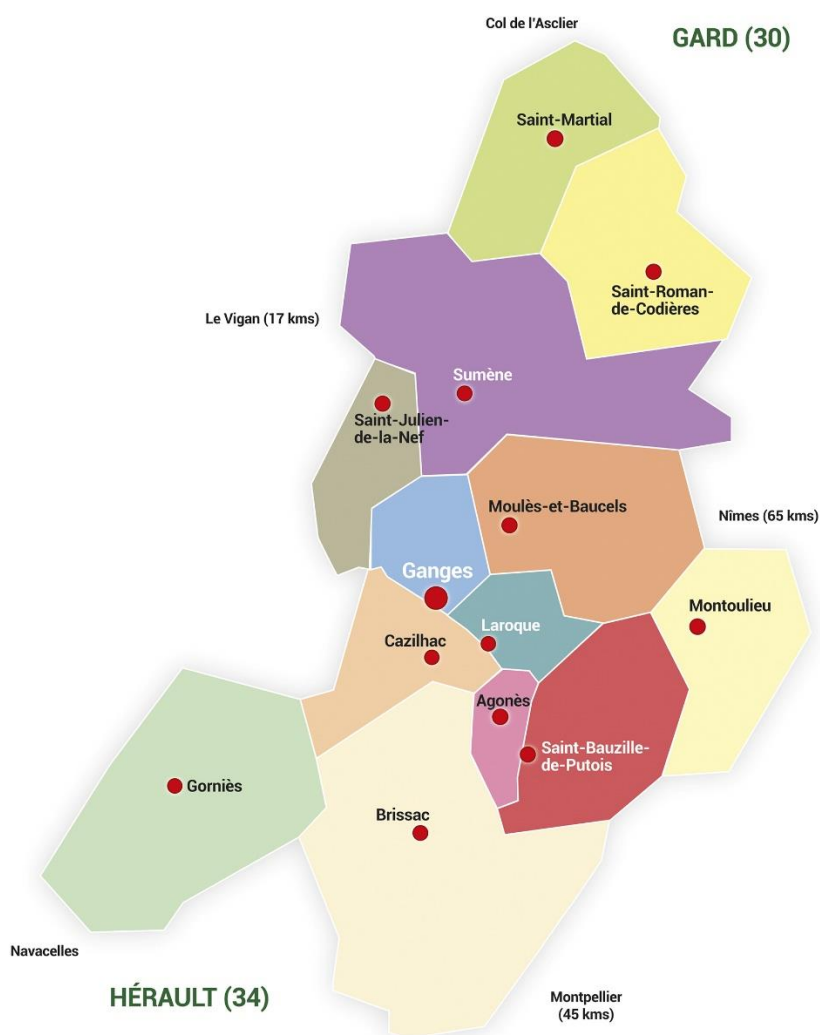 Col de l'Asclier
GARD (30)
Saint-Martial
Saint-Roman-
de-Codières
Le Vigan (17 kms)
Sumène
Saint-Julien-
de-la-Nef
Moulès-et-Baucels
Nîmes (65 kms)
Ganges
Montoulieu
Laroque
Cazilhac
Agonès
Saint-Bauzille-
de-Putois
Gorniès
Brissac
Navacelles
HÉRAULT (34)
Montpellier
(45 kms)